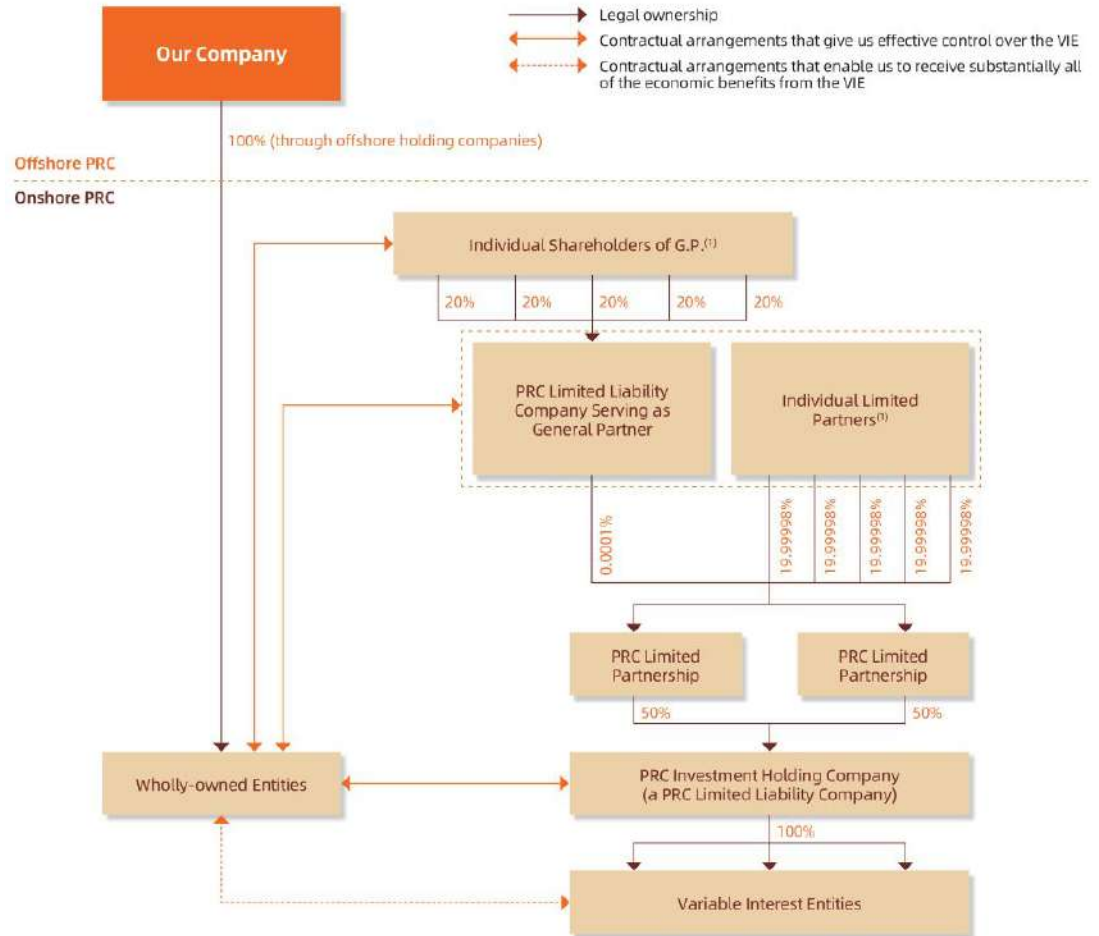 Our Company
Legal ownership
Contractual arrangements that give us effective control over the VIE
Contractual arrangements that enable us to receive substantially all
of the economic benefits from the VIE
100% (through offshore holding companies)
Offshore PRC
Onshore PRC
Individual Shareholders of G.P.(1)
20%
20%
20%
20%
20%
PRC Limited Liability
Company Serving as
General Partner
Individual Limited
Partners(1)
0.0001%
19.99998%
19.99998%
19.99998%
19.99998%
19.99998%
PRC Limited
Partnership
PRC Limited
Partnership
50%
50%
Wholly-owned Entities
PRC Investment Holding Company
(a PRC Limited Liability Company)
100%
Variable Interest Entities